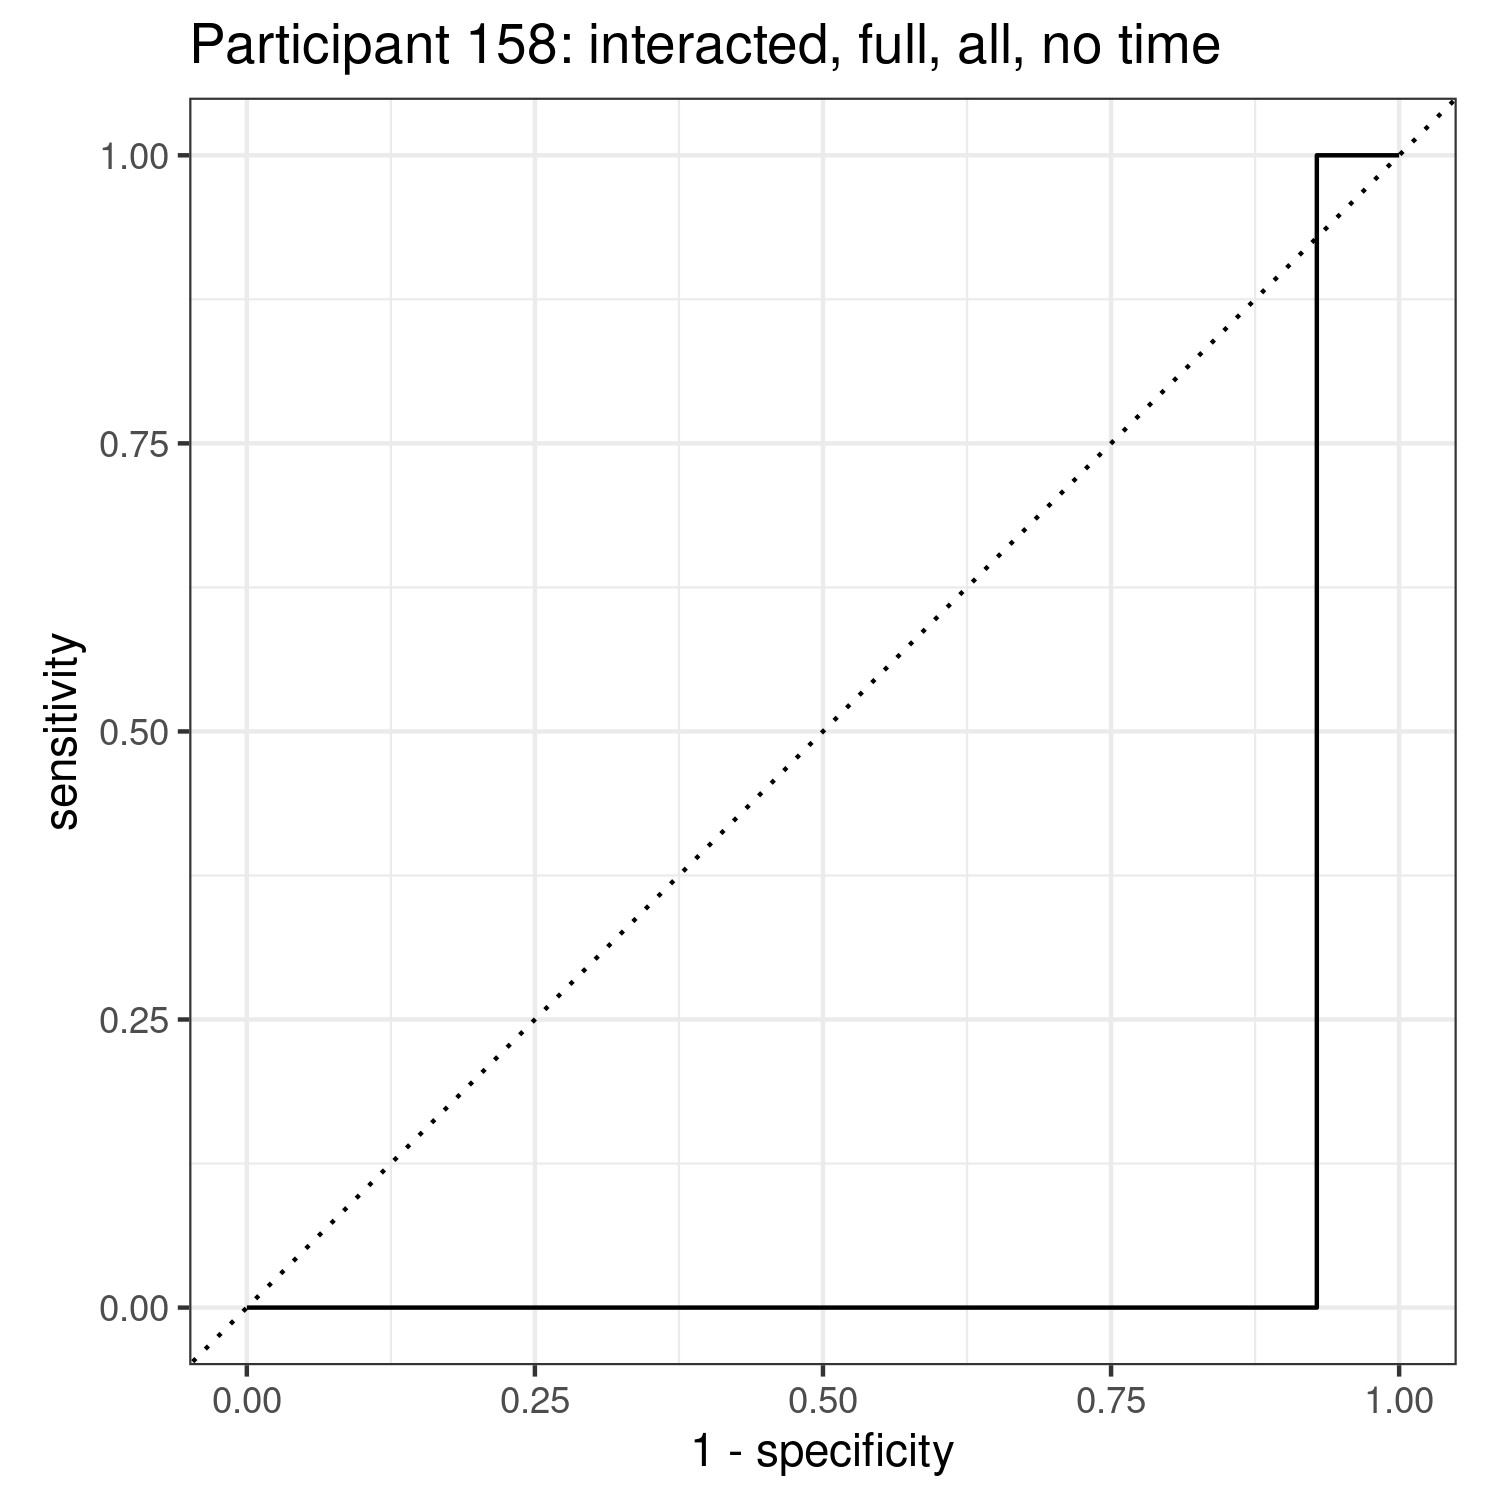 Participant 158: interacted, full, all, no time
1.00
0.75
0.50
0.25
0.00
sensitivity
0.00 0.25 0.50 0.75 1.00
1 - specificity